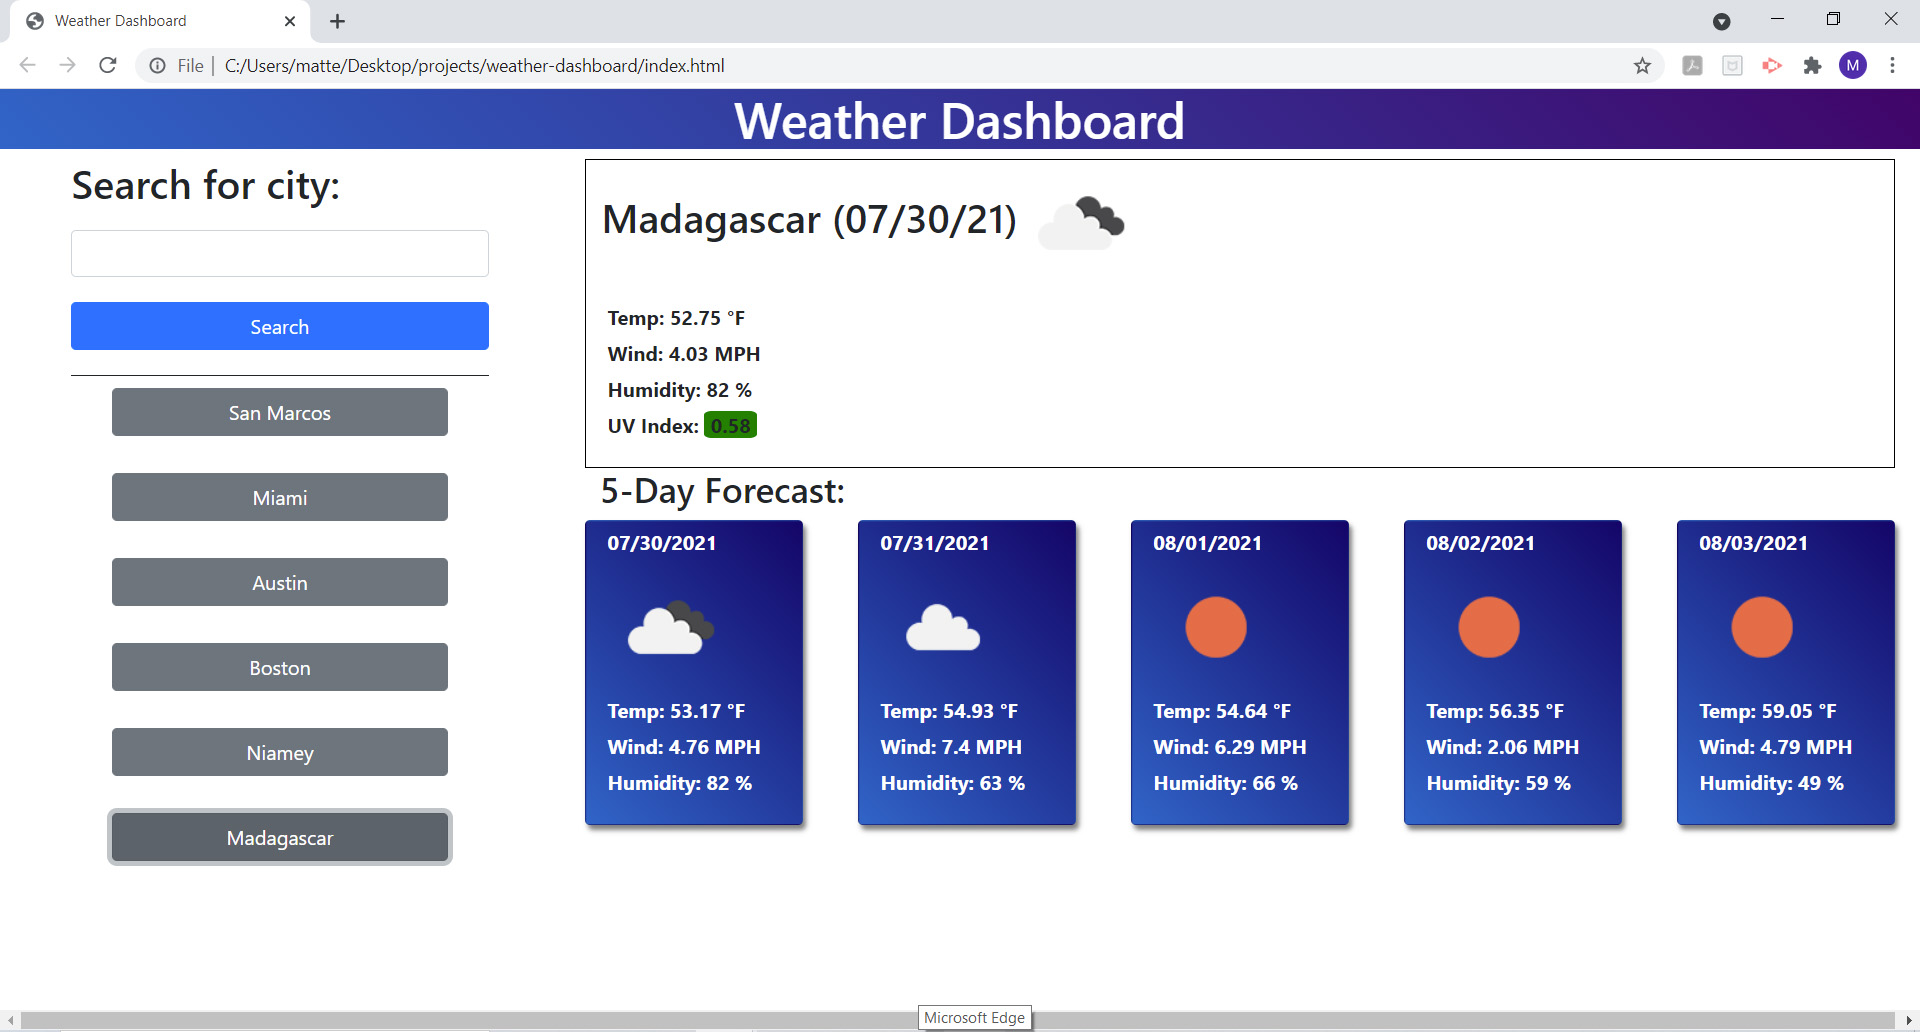 Weather Dashboard
File | C:/Users/matte/Desktop/projects/weather-dashboard/index.html
M
Weather Dashboard
Search for city:
Search
San Marcos
Miami
Austin
Boston
Niamey
Madagascar
Madagascar (07/30/21)
Temp: 52.75 °F
Wind: 4.03 MPH
Humidity: 82 %
UV Index: 0.58
5-Day Forecast:
07/30/2021
Temp: 53.17 °F
Wind: 4.76 MPH
Humidity: 82 %
07/31/2021
Temp: 54.93 °F
Wind: 7.4 MPH
Humidity: 63 %
08/01/2021
Temp: 54.64 °F
Wind: 6.29 MPH
Humidity: 66 %
08/02/2021
Temp: 56.35 °F
Wind: 2.06 MPH
Humidity: 59 %
08/03/2021
Temp: 59.05 °F
Wind: 4.79 MPH
Humidity: 49 %
Microsoft Edge